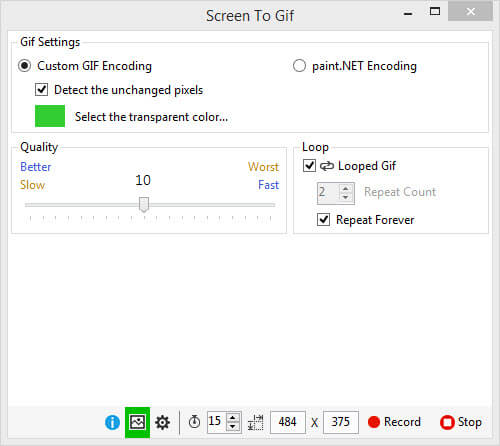 Screen To Gif
Gif Settings
Custom GIF Encoding
paint.NET Encoding
Detect the unchanged pixels
Select the transparent color...
Quality
Better
Worst
Slow
10
Fast
Loop
Looped Gif
2 Repeat Count
Repeat Forever
15 484 X 375 Record Stop